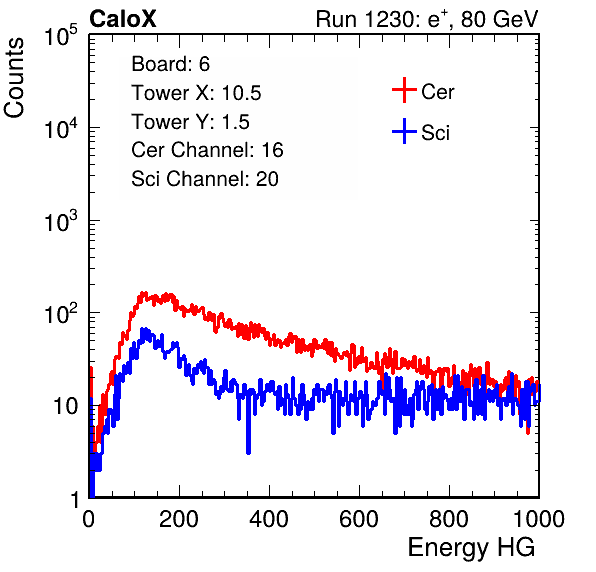 CaloX Run 1230: e⁺, 80 GeV
Counts
Board: 6
Tower X: 10.5
Tower Y: 1.5
Cer Channel: 16
Sci Channel: 20
Cer
Sci
10⁵
10⁴
10³
10²
10
1
0 200 400 600 800 1000
Energy HG